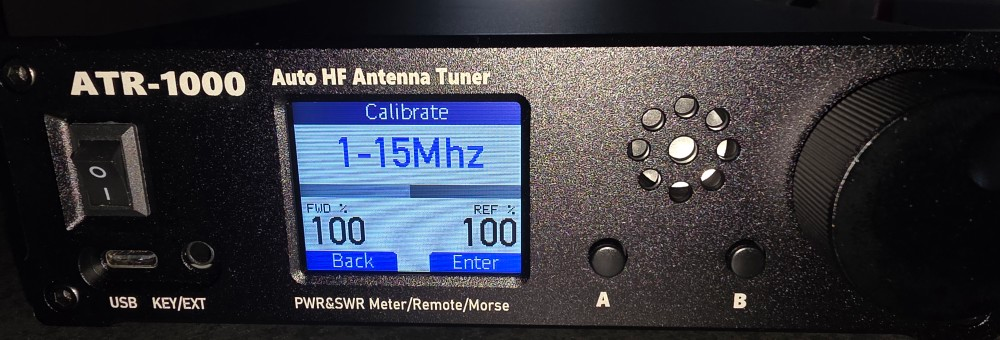 ATR-1000 Auto HF Antenna Tuner
Calibrate
1-15Mhz
FWD % REF %
100 100
Back Enter
O
I
USB KEY/EXT
PWR&SWR Meter/Remote/Morse
A B